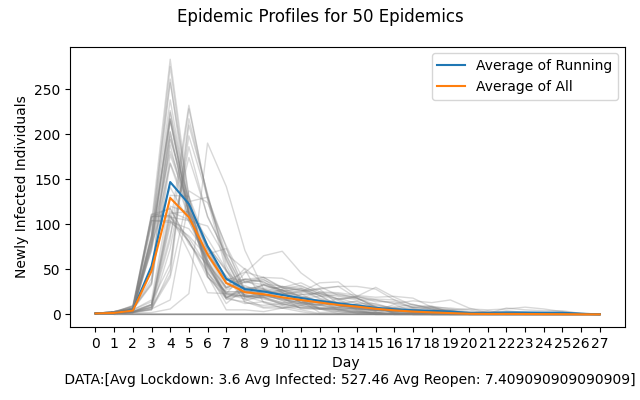 Epidemic Profiles for 50 Epidemics
Average of Running
Average of All
Newly Infected Individuals
250
200
150
100
50
0
0 1 2 3 4 5 6 7 8 9 10 11 12 13 14 15 16 17 18 19 20 21 22 23 24 25 26 27
Day
DATA:[Avg Lockdown: 3.6 Avg Infected: 527.46 Avg Reopen: 7.409090909090909]